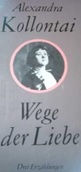 Alexandra
Kollontai
Wege
der Liebe
Drei Erzählungen